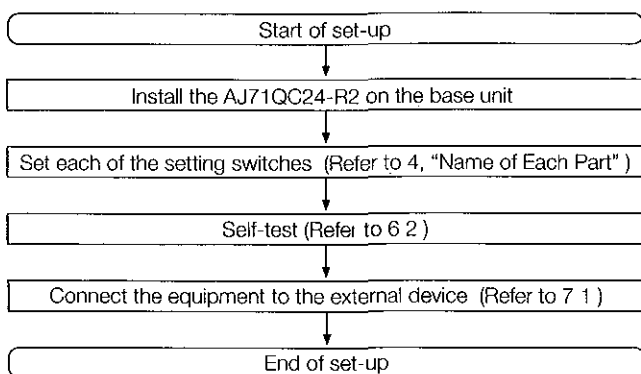 Start of set-up
Install the AJ71QC24-R2 on the base unit
Set each of the setting switches (Refer to 4, "Name of Each Part" )
Self-test (Refer to 6 2 )
Connect the equipment to the external device (Refer to 7 1 )
End of set-up